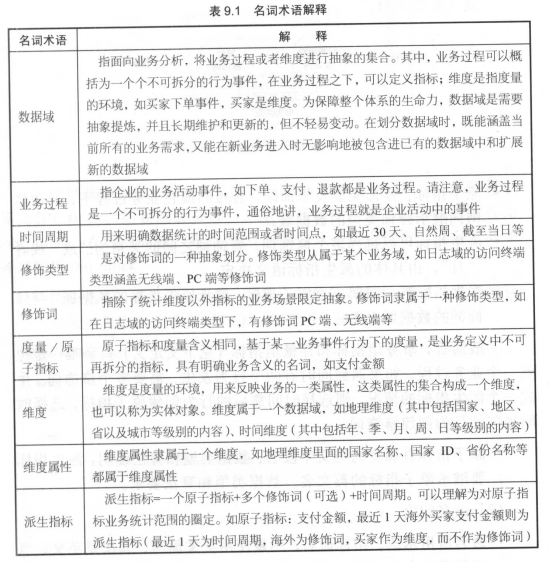 表 9.1 名词术语解释
名词术语
解 释
数据域
指面向业务分析，将业务过程或者维度进行抽象的集合。其中，业务过程可以概
括为一个个不可拆分的行为事件，在业务过程之下，可以定义指标；维度是指度量
的环境，如买家下单事件，买家是维度。为保障整个体系的生命力，数据域是需要
抽象提炼，并且长期维护和更新的，但不轻易变动。在划分数据域时，既能涵盖当
前所有的业务需求，又能在新业务进入时无影响地被包含进已有的数据域中和扩展
新的数据域
业务过程
指企业的业务活动事件，如下单、支付、退款都是业务过程。请注意，业务过程
是一个不可拆分的行为事件，通俗地讲，业务过程就是企业活动中的事件
时间周期
用来明确数据统计的时间范围或者时间点，如最近 30 天、自然周、截至当日等
修饰类型
是对修饰词的一种抽象划分。修饰类型从属于某个业务域，如日志域的访问终端
类型涵盖无线端、PC 端等修饰词
修饰词
指除了统计维度以外指标的业务场景限定抽象。修饰词隶属于一种修饰类型，如
在日志域的访问终端类型下，有修饰词 PC 端、无线端等
度量 / 原
子指标
原子指标和度量含义相同，基于某一业务事件行为下的度量，是业务定义中不可
再拆分的指标，具有明确业务含义的名词，如支付金额
维度
维度是度量的环境，用来反映业务的一类属性，这类属性的集合构成一个维度，
也可以称为实体对象。维度属于一个数据域，如地理维度（其中包括国家、地区、
省以及城市等级别的内容）、时间维度（其中包括年、季、月、周、日等级别的内容）
维度属性
维度属性隶属于一个维度，如地理维度里面的国家名称、国家 ID、省份名称等
都属于维度属性
派生指标
派生指标=一个原子指标+多个修饰词（可选）+时间周期。可以理解为对原子指
标业务统计范围的圈定。如原子指标：支付金额，最近 1 天海外买家支付金额则为
派生指标（最近 1 天为时间周期，海外为修饰词，买家作为维度，而不作为修饰词）